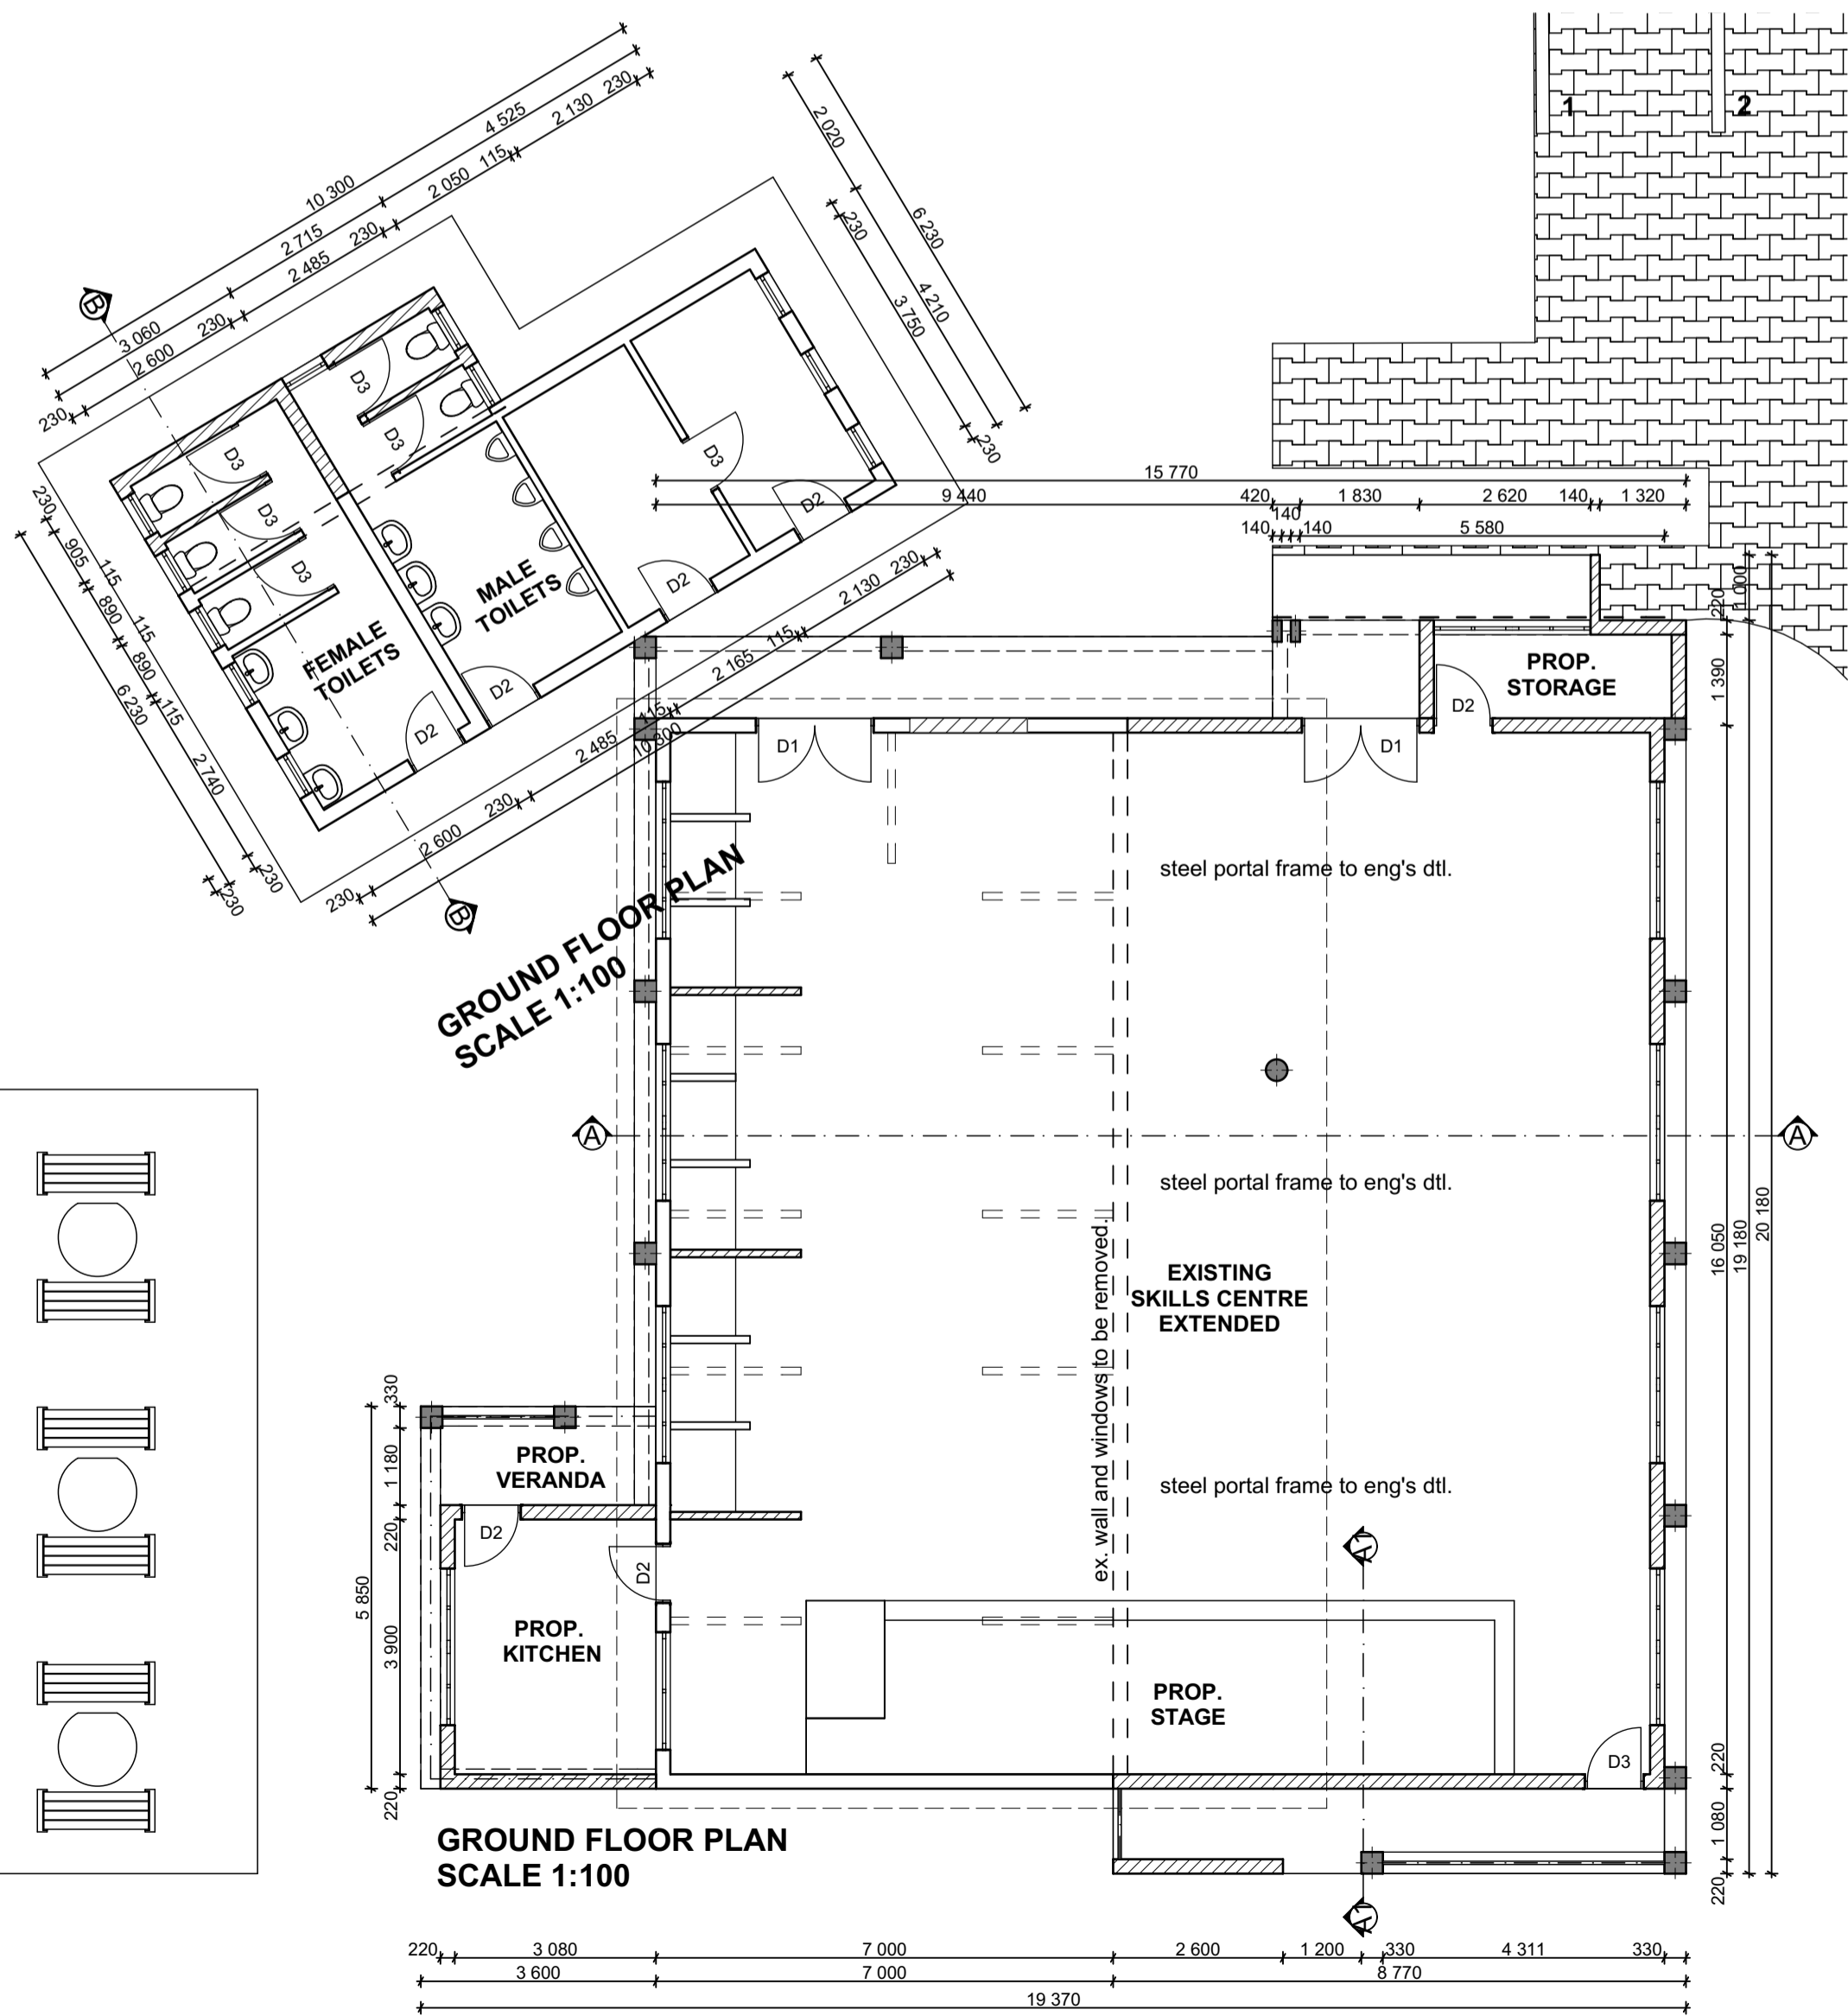 10 300
3 060
2 715
4 525
230
2 600
230
2 485
230
2 050
115
2 130
230
2 020
6 230
230
4 210
3 750
230
1
2
B
D3
D3
D3
D3
D3
D3
D2
D2
D2
D2
MALE
TOILETS
FEMALE
TOILETS
230
905
115
890
115
890
115
2 740
6 230
230
230
230
2 600
230
2 485
115
2 165
115
2 130
230
10 300
B
GROUND FLOOR PLAN
SCALE 1:100
15 770
9 440
420
1 830
2 620
140
1 320
140
140
140
5 580
1 000
220
1 390
PROP.
STORAGE
D2
D1
D1
steel portal frame to eng's dtl.
A
A
steel portal frame to eng's dtl.
16 050
19 180
20 180
EXISTING
SKILLS CENTRE
EXTENDED
ex. wall and windows to be removed.
steel portal frame to eng's dtl.
330
1 180
220
5 850
3 900
220
PROP.
VERANDA
D2
D2
PROP.
KITCHEN
A1
PROP.
STAGE
D3
220
1 080
220
GROUND FLOOR PLAN
SCALE 1:100
A1
220
3 080
7 000
2 600
1 200
330
4 311
330
3 600
7 000
8 770
19 370